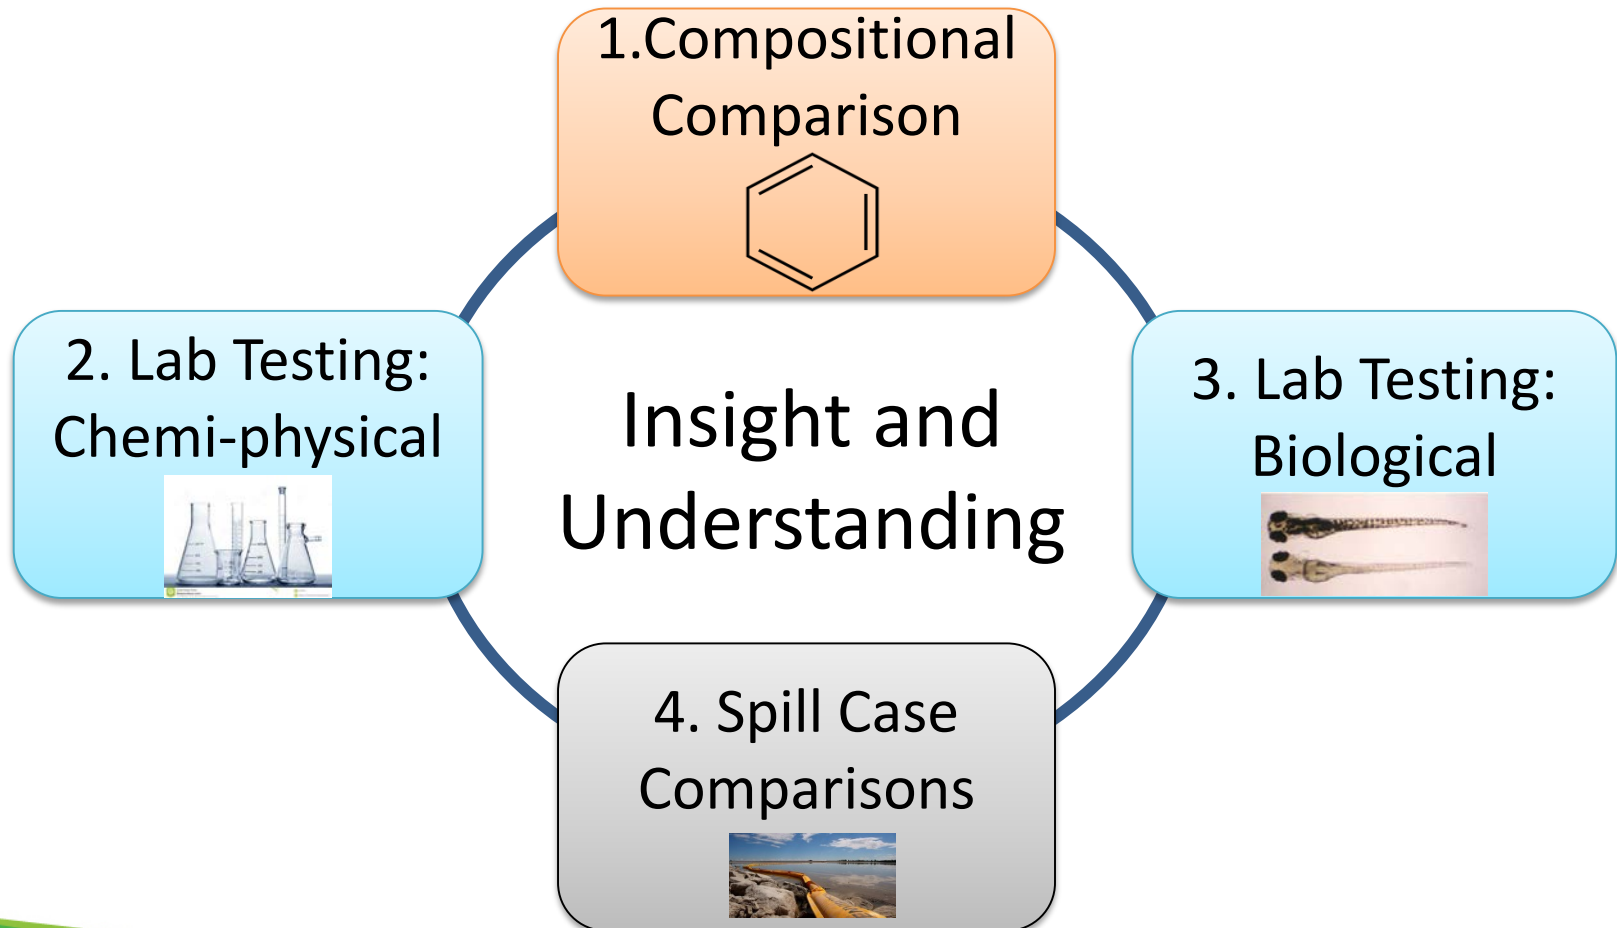 1.Compositional
Comparison
2. Lab Testing:
Chemi-physical
3. Lab Testing:
Biological
Insight and
Understanding
4. Spill Case
Comparisons